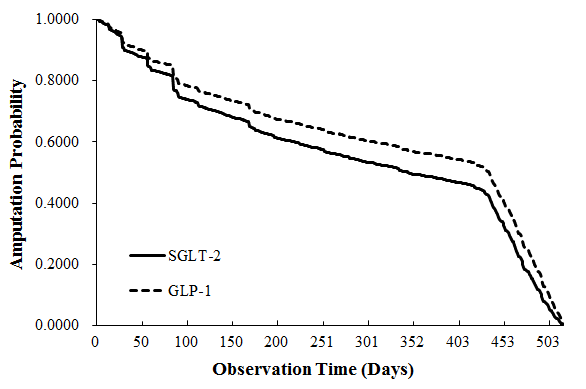 1.0000
0.8000
0.6000
0.4000
0.2000
0.0000
Amputation Probability
SGLT-2
GLP-1
0 50 100 150 200 251 301 352 403 453 503
Observation Time (Days)